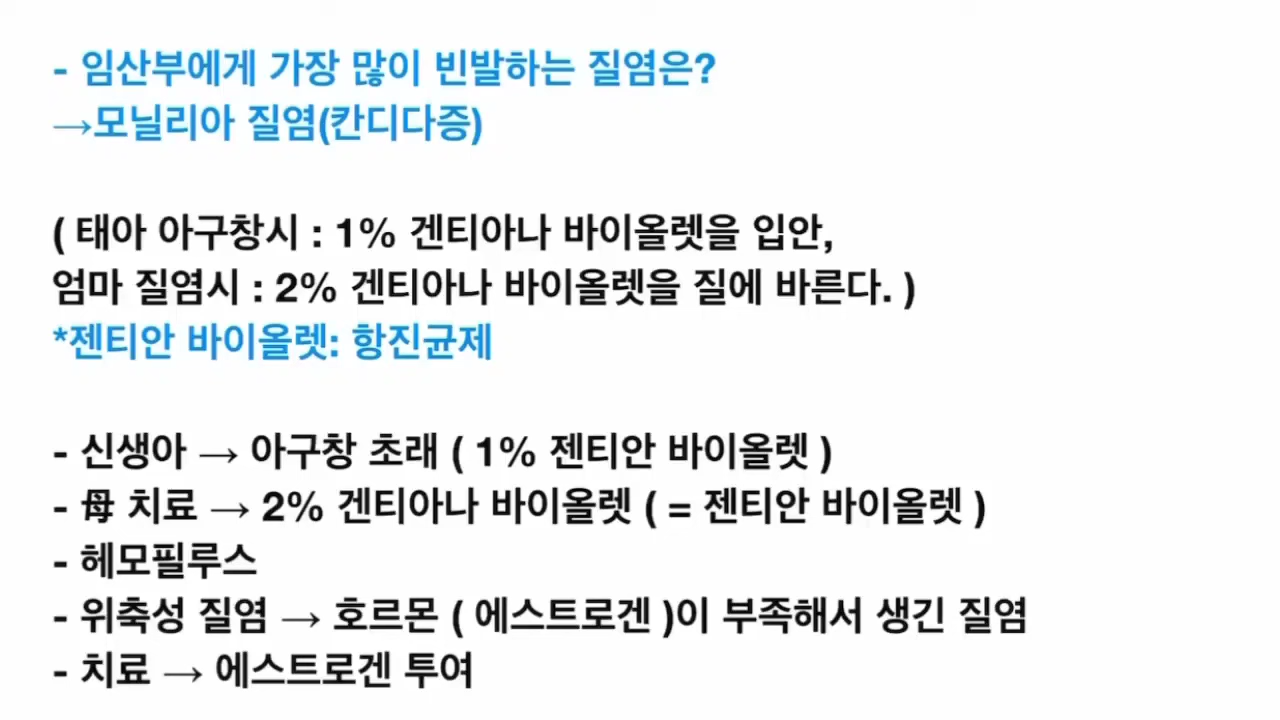 - 임산부에게 가장 많이 빈발하는 질염은?
→모닐리아 질염(칸디다증)
( 태아 아구창시 : 1% 겐티아나 바이올렛을 입안,
엄마 질염시 : 2% 겐티아나 바이올렛을 질에 바른다. )
*젠티안 바이올렛: 항진균제
- 신생아 → 아구창 초래 ( 1% 젠티안 바이올렛 )
- 母 치료 → 2% 겐티아나 바이올렛 ( = 젠티안 바이올렛 )
- 헤모필루스
- 위축성 질염 → 호르몬 ( 에스트로겐 )이 부족해서 생긴 질염
- 치료 → 에스트로겐 투여